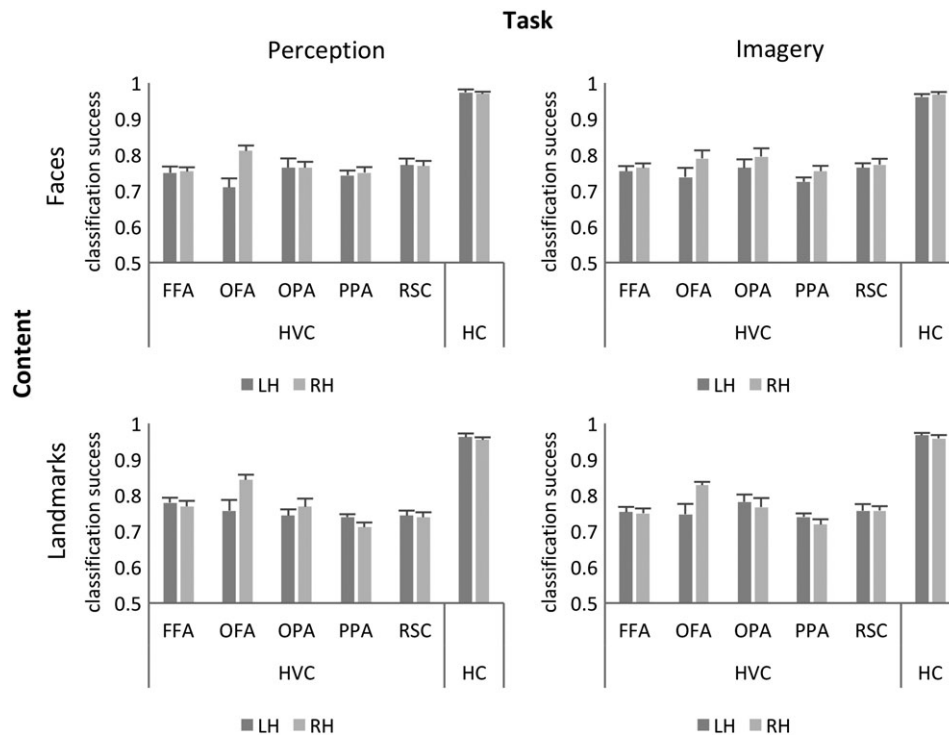 Task
Perception
Imagery
Content
Faces
classification success
1
0.9
0.8
0.7
0.6
0.5
FFA OFA OPA PPA RSC
HVC HC
LH RH
classification success
1
0.9
0.8
0.7
0.6
0.5
FFA OFA OPA PPA RSC
HVC HC
LH RH
Landmarks
classification success
1
0.9
0.8
0.7
0.6
0.5
FFA OFA OPA PPA RSC
HVC HC
LH RH
classification success
1
0.9
0.8
0.7
0.6
0.5
FFA OFA OPA PPA RSC
HVC HC
LH RH